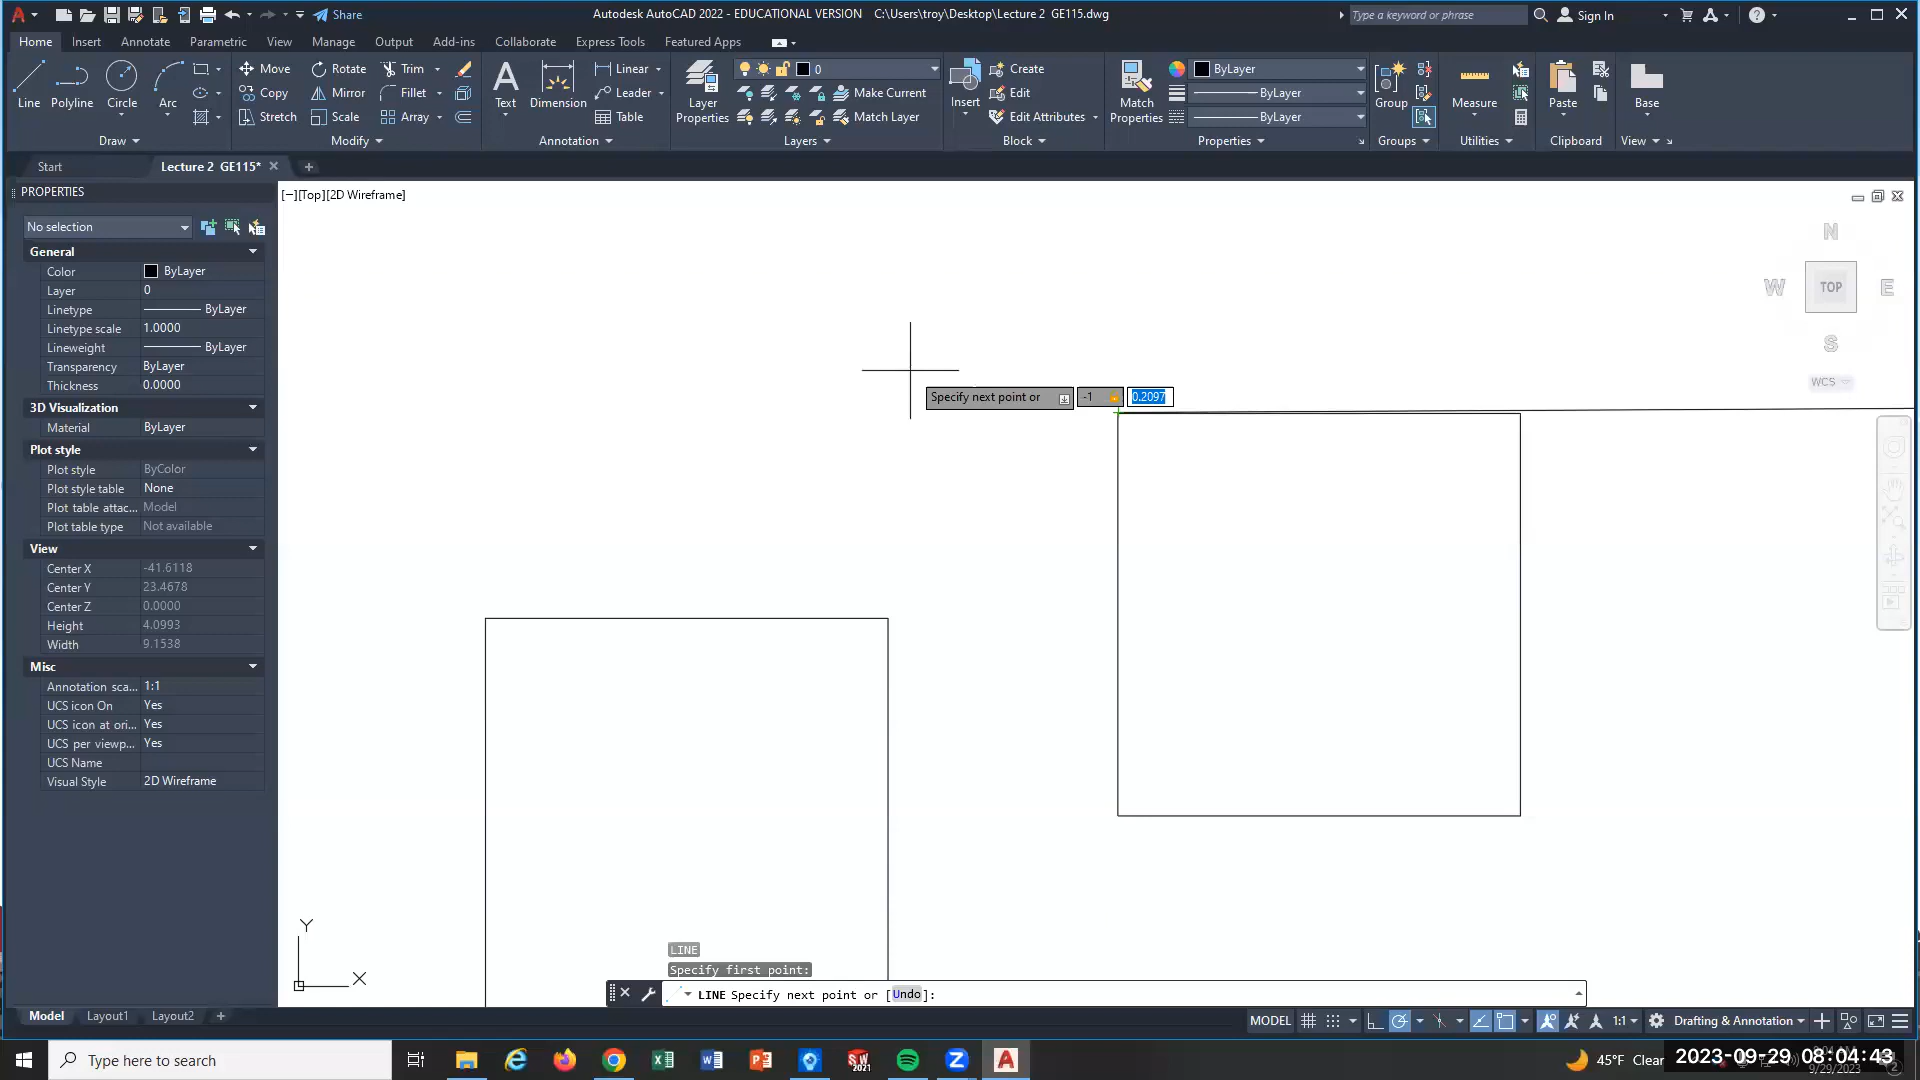 Share
Autodesk AutoCAD 2022 - EDUCATIONAL VERSION C:\Users\troy\Desktop\Lecture 2 GE115.dwg
Type a keyword or phrase
Sign In
Home Insert Annotate Parametric View Manage Output Add-ins Collaborate Express Tools Featured Apps
Line Polyline Circle Arc
Move Rotate Trim
Copy Mirror Fillet
Stretch Scale Array
Text Dimension
Linear
Leader
Table
Layer Properties
0
Make Current
Match Layer
Insert
Create
Edit
Edit Attributes
Match Properties
ByLayer
ByLayer
ByLayer
Group Measure Paste Base
Draw Modify Annotation Layers Block Properties Groups Utilities Clipboard View
Start Lecture 2 GE115*
PROPERTIES
No selection
General
Color ByLayer
Layer 0
Linetype ByLayer
Linetype scale 1.0000
Lineweight ByLayer
Transparency ByLayer
Thickness 0.0000
3D Visualization
Material ByLayer
Plot style
Plot style ByColor
Plot style table None
Plot table attac... Model
Plot table type Not available
View
Center X -41.6118
Center Y 23.4678
Center Z 0.0000
Height 4.0993
Width 9.1538
Misc
Annotation sca... 1:1
UCS icon On Yes
UCS icon at ori... Yes
UCS per viewp... Yes
UCS Name
Visual Style 2D Wireframe
[−][Top][2D Wireframe]
N
W TOP E
S
WCS
Specify next point or -1 0.2097
Y
X
LINE
Specify first point:
LINE Specify next point or [Undo]:
Model Layout1 Layout2
MODEL 1:1 Drafting & Annotation
Type here to search
45°F Clear
2023-09-29 08:04:43
9/29/2023